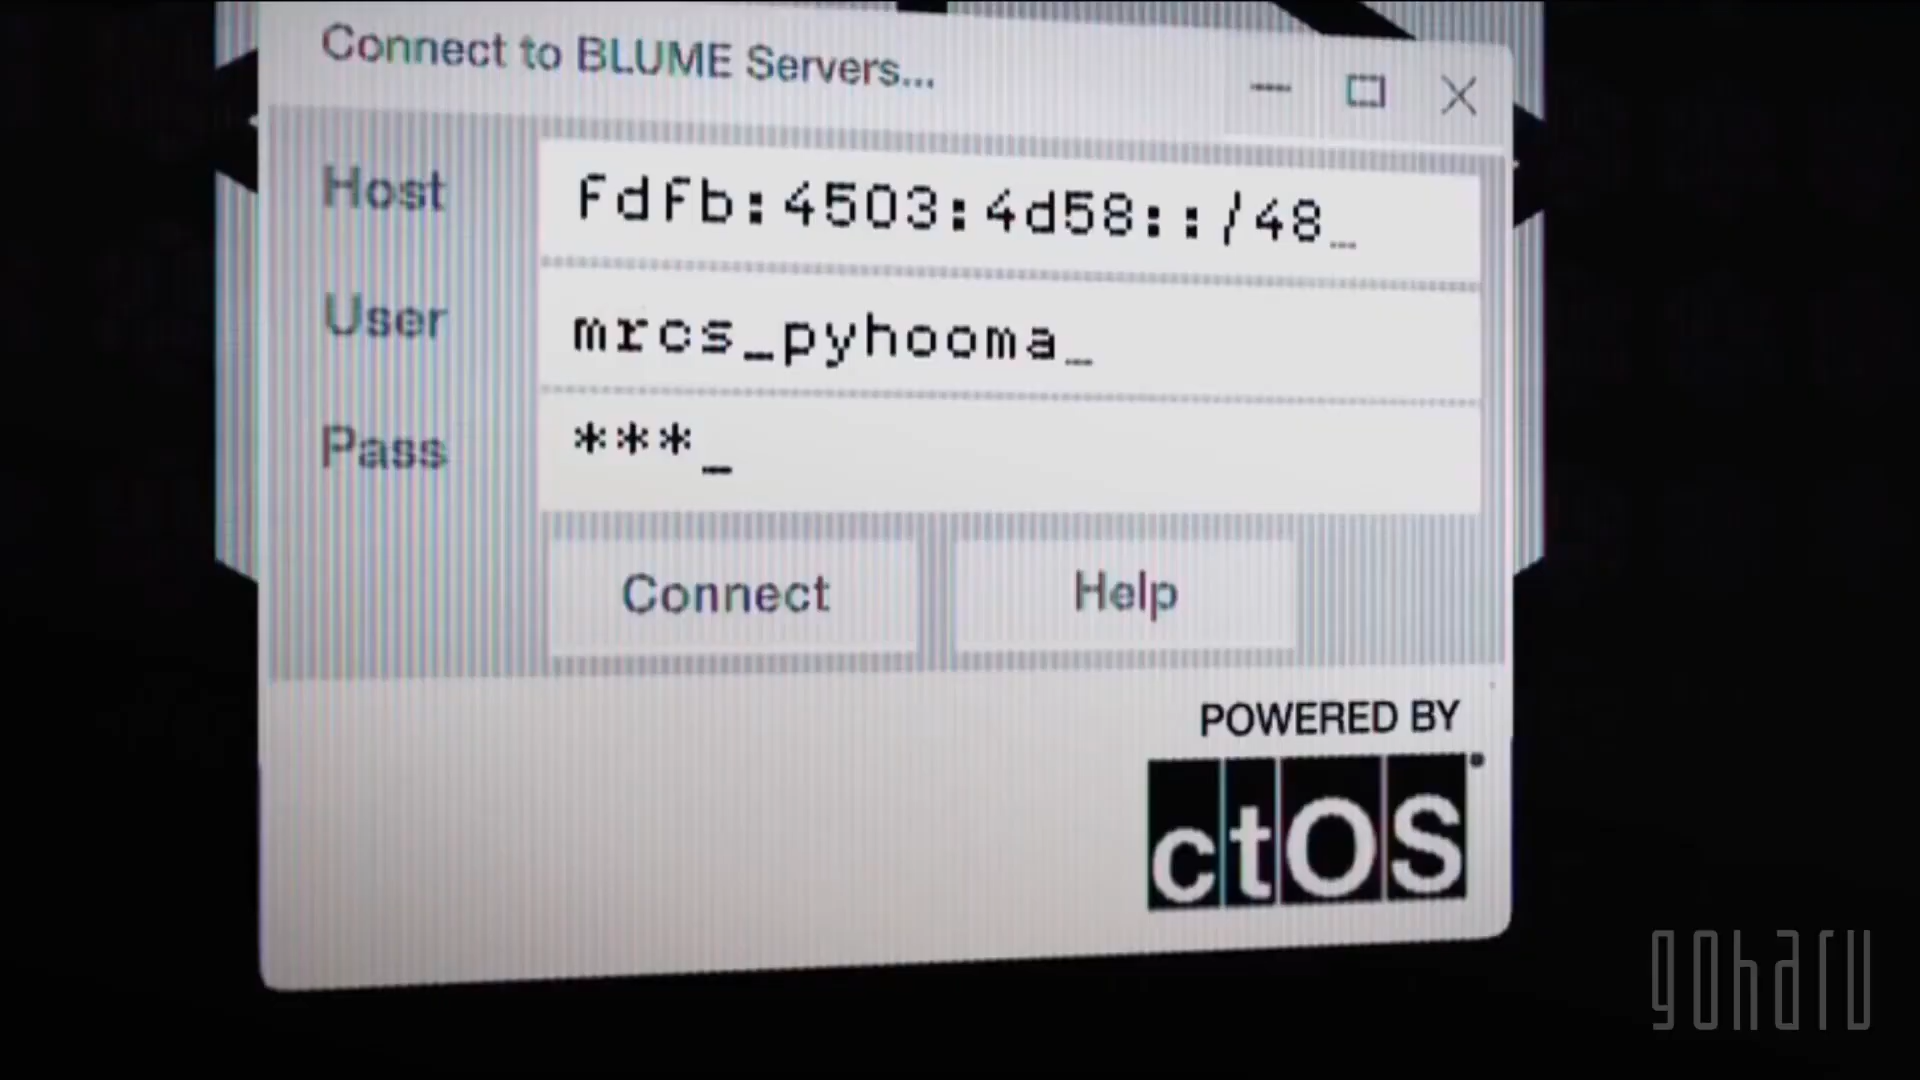 Connect to BLUME Servers...
Host fdfb:4503:4d58::/48_
User mrcs_pyhooma_
Pass ***_
Connect Help
POWERED BY
ctOS
goharu